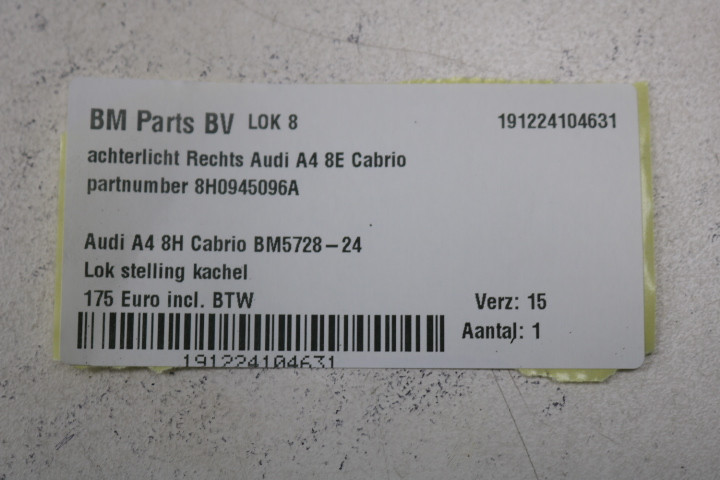 BM Parts BV LOK 8 191224104631
achterlicht Rechts Audi A4 8E Cabrio
partnumber 8H0945096A
Audi A4 8H Cabrio BM5728-24
Lok stelling kachel
175 Euro incl. BTW Verz: 15
Aantal: 1
191224104631